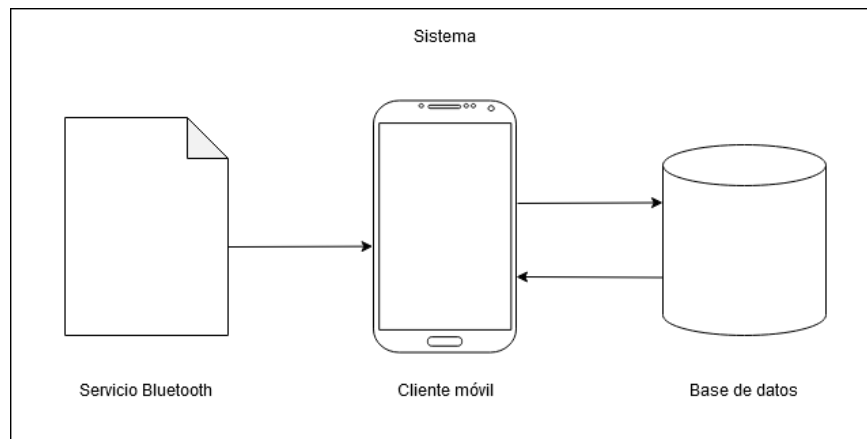 Sistema
Servicio Bluetooth
Cliente móvil
Base de datos